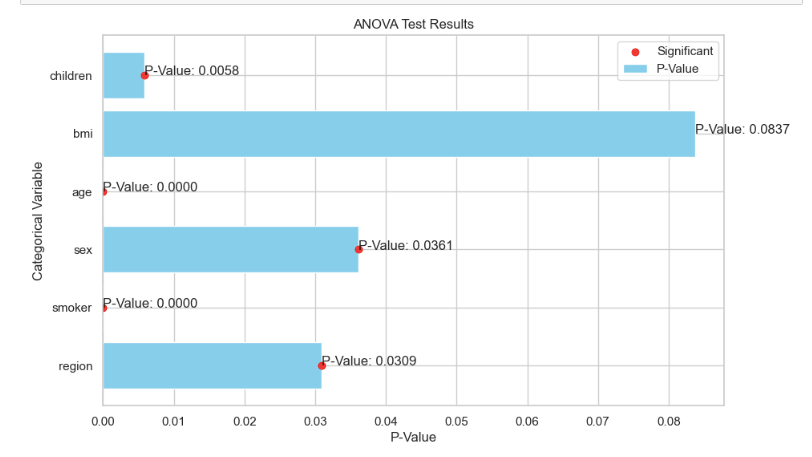 ANOVA Test Results
Significant
P-Value
children
P-Value: 0.0058
bmi
P-Value: 0.0837
age
P-Value: 0.0000
sex
P-Value: 0.0361
smoker
P-Value: 0.0000
region
P-Value: 0.0309
Categorical Variable
0.00 0.01 0.02 0.03 0.04 0.05 0.06 0.07 0.08
P-Value